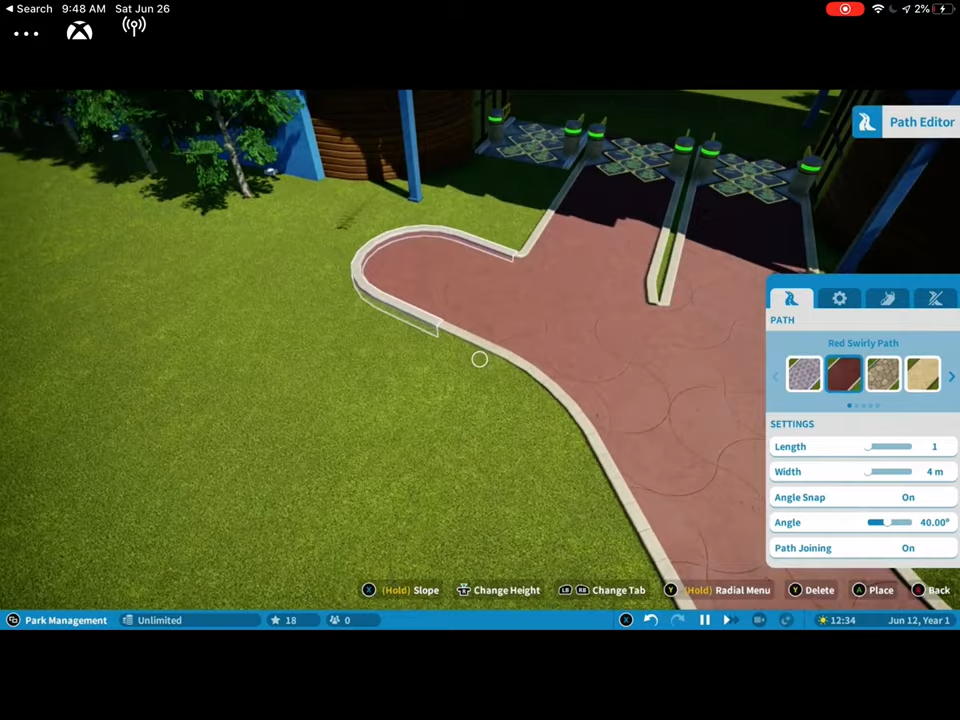 Search 9:48 AM Sat Jun 26 2%
Path Editor
PATH
Red Swirly Path
SETTINGS
Length 1
Width 4 m
Angle Snap On
Angle 40.00°
Path Joining On
X (Hold) Slope Change Height LB RB Change Tab Y (Hold) Radial Menu Y Delete A Place B Back
Park Management Unlimited 18 0 X 12:34 Jun 12, Year 1